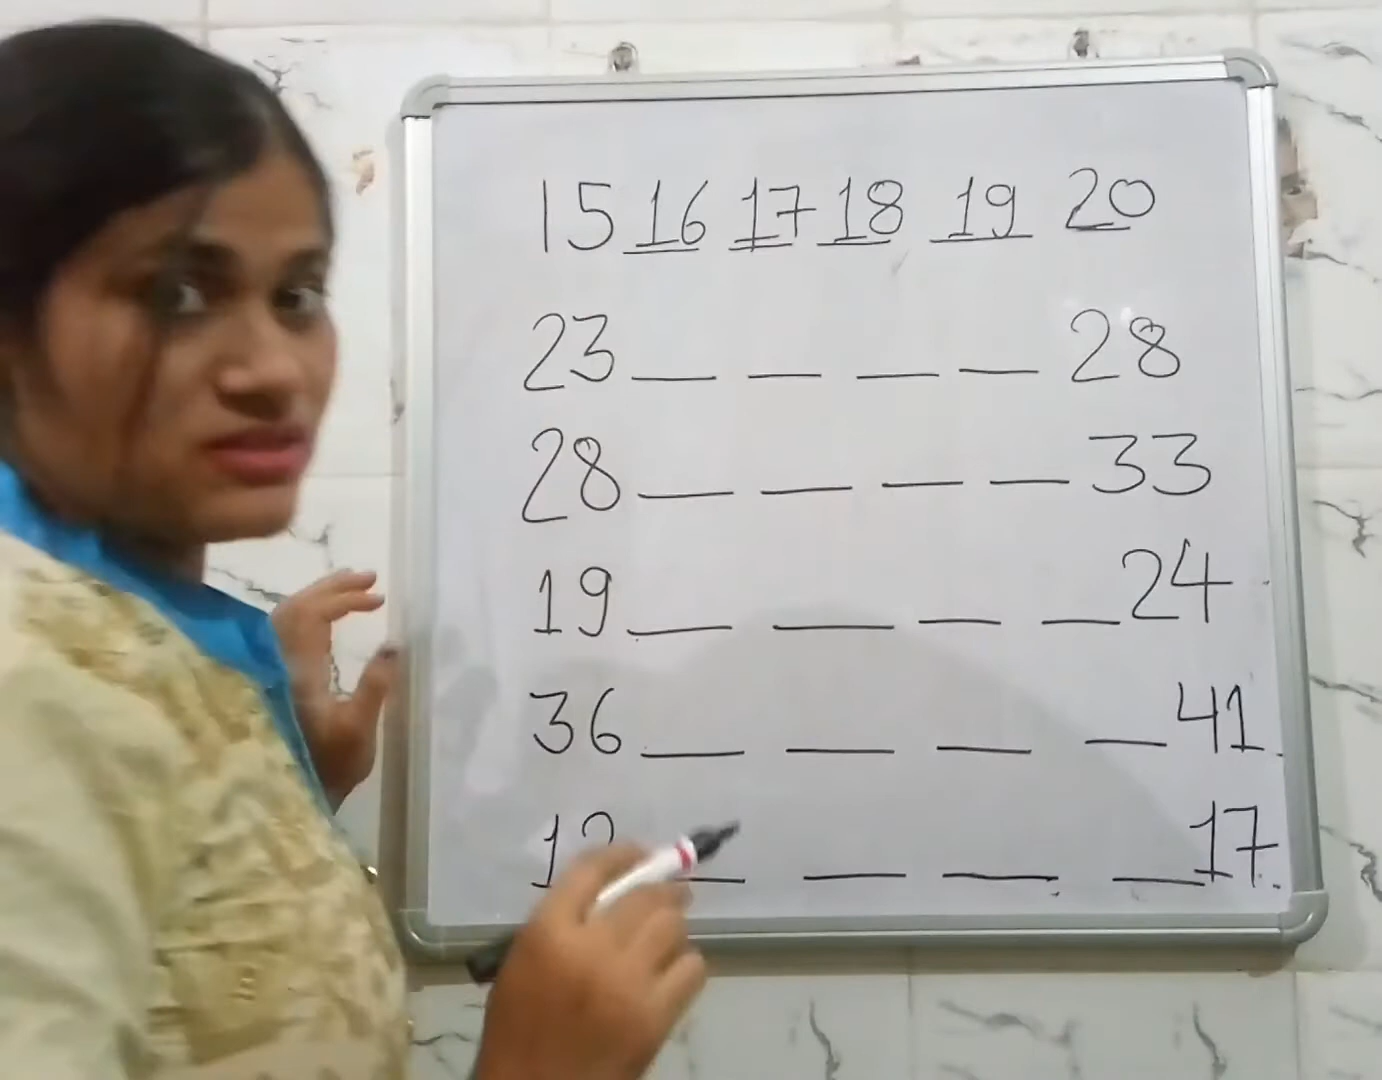 15 16 17 18 19 20
23 _ _ _ _ 28
28 _ _ _ _ 33
19 _ _ _ _ 24
36 _ _ _ _ 41
12 _ _ _ _ 17